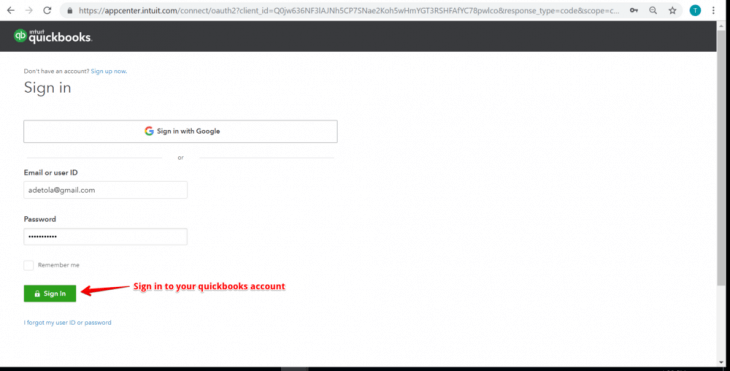 https://appcenter.intuit.com/connect/oauth2?client_id=Q0jw636NF3lAJNh5CP7SNae2Koh5wHmYGT3RSHFAfYC78pwlco&response_type=code&scope=c...
T
qb intuit quickbooks.
Don't have an account? Sign up now.
Sign in
Sign in with Google
or
Email or user ID
adetola@gmail.com
Password
•••••••••••
Remember me
Sign In
Sign in to your quickbooks account
I forgot my user ID or password